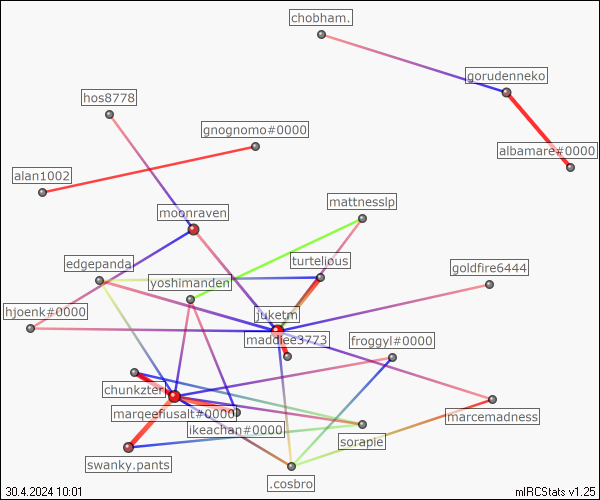 chobham.
gorudenneko
hos8778
gnognomo#0000
albamare#0000
alan1002
mattnesslp
moonraven
turtelious
edgepanda
goldfire6444
yoshimanden
hjoenk#0000
juketm
maddiee3773
froggyl#0000
chunkzter
marqeefiusalt#0000
marcemadness
ikeachan#0000
sorapie
swanky.pants
.cosbro
30.4.2024 10:01
mIRCStats v1.25